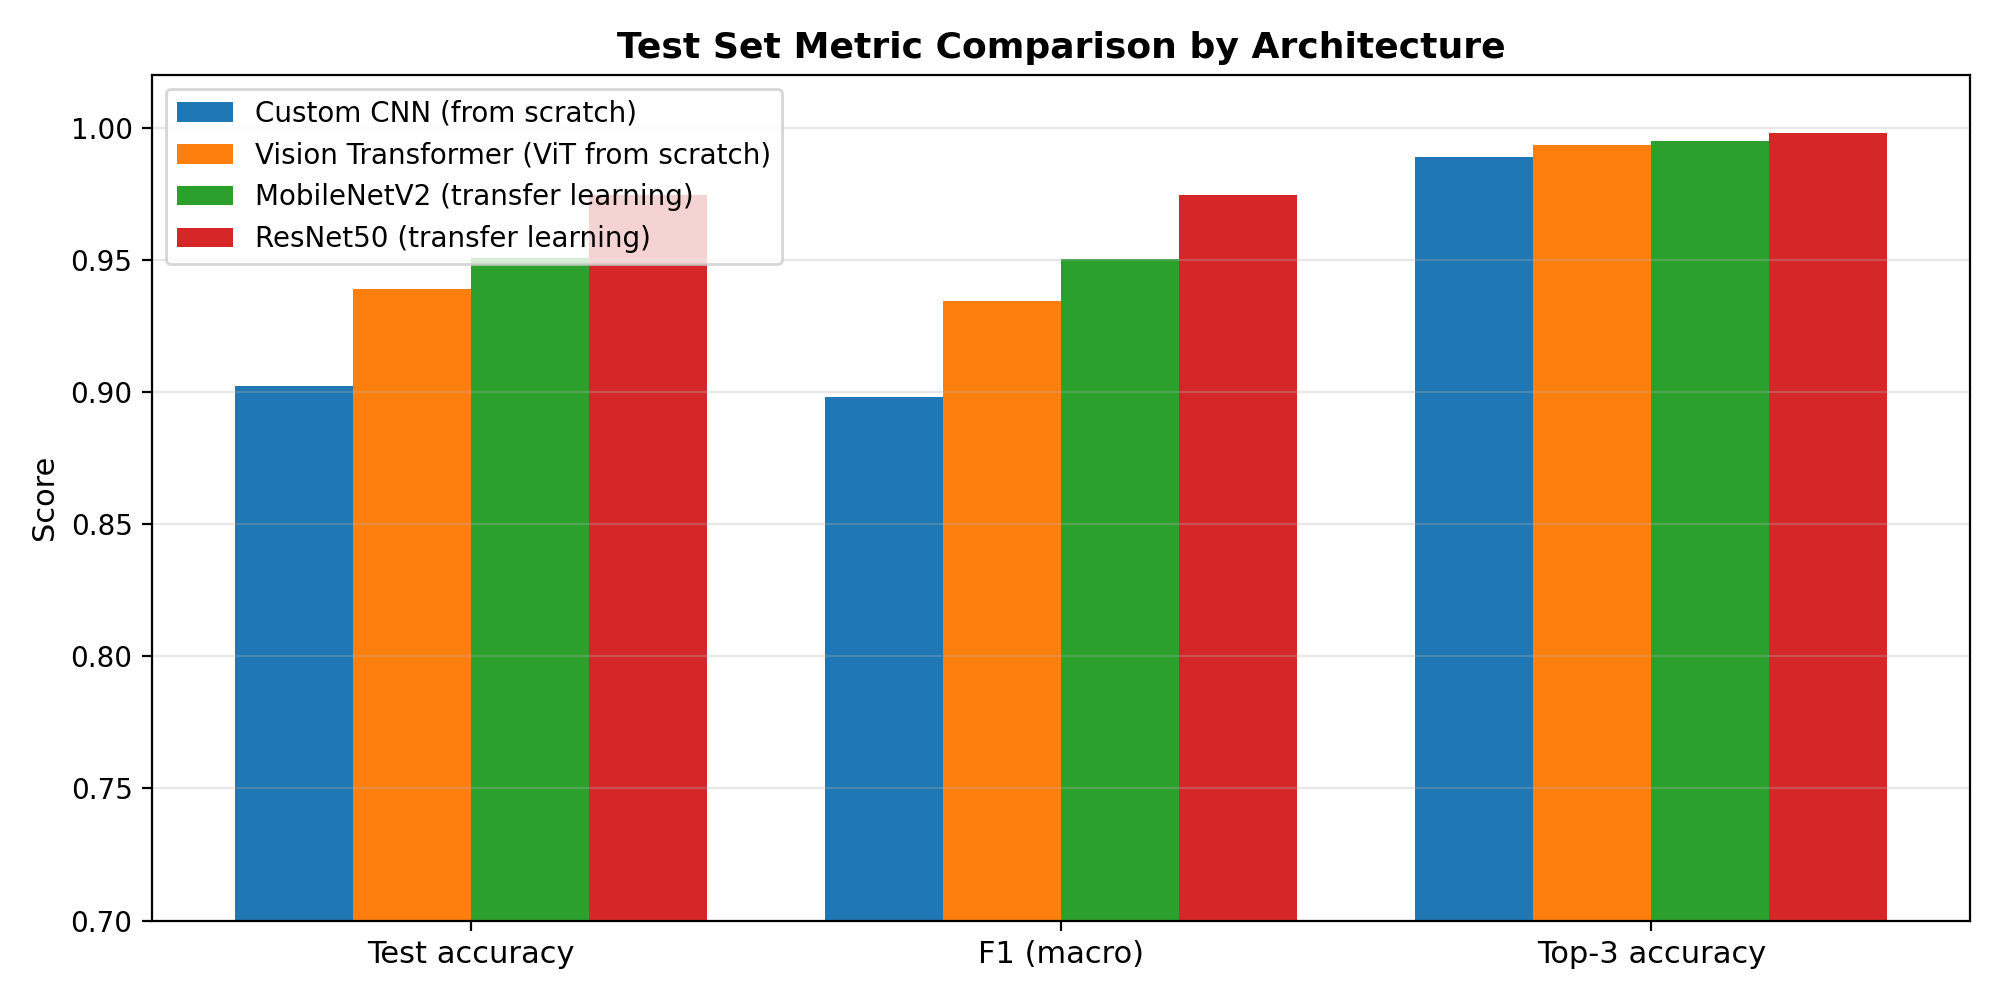 Test Set Metric Comparison by Architecture
Custom CNN (from scratch)
Vision Transformer (ViT from scratch)
MobileNetV2 (transfer learning)
ResNet50 (transfer learning)
Score
1.00
0.95
0.90
0.85
0.80
0.75
0.70
Test accuracy
F1 (macro)
Top-3 accuracy